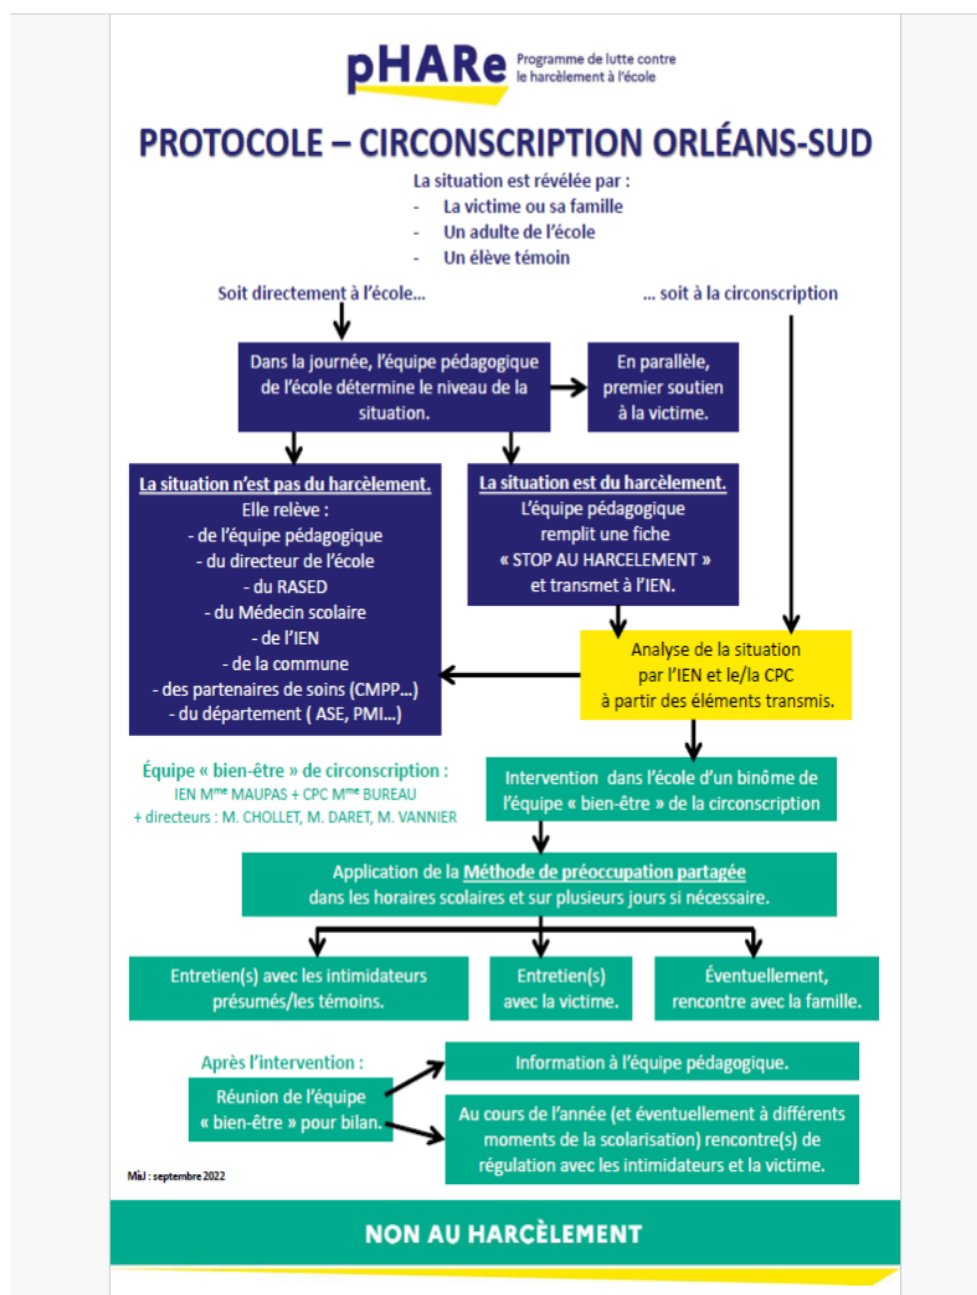 pHARe
Programme de lutte contre
le harcèlement à l'école
PROTOCOLE – CIRCONSCRIPTION ORLÉANS-SUD
La situation est révélée par :
- La victime ou sa famille
- Un adulte de l'école
- Un élève témoin
Soit directement à l'école...
... soit à la circonscription
Dans la journée, l'équipe pédagogique
de l'école détermine le niveau de la
situation.
En parallèle,
premier soutien
à la victime.
La situation n'est pas du harcèlement.
Elle relève :
- de l'équipe pédagogique
- du directeur de l'école
- du RASED
- du Médecin scolaire
- de l'IEN
- de la commune
- des partenaires de soins (CMPP...)
- du département ( ASE, PMI...)
La situation est du harcèlement.
L'équipe pédagogique
remplit une fiche
« STOP AU HARCELEMENT »
et transmet à l'IEN.
Analyse de la situation
par l'IEN et le/la CPC
à partir des éléments transmis.
Équipe « bien-être » de circonscription :
IEN Mme MAUPAS + CPC Mme BUREAU
+ directeurs : M. CHOLLET, M. DARET, M. VANNIER
Intervention dans l'école d'un binôme de
l'équipe « bien-être » de la circonscription
Application de la Méthode de préoccupation partagée
dans les horaires scolaires et sur plusieurs jours si nécessaire.
Entretien(s) avec les intimidateurs
présumés/les témoins.
Entretien(s)
avec la victime.
Éventuellement,
rencontre avec la famille.
Après l'intervention :
Réunion de l'équipe
« bien-être » pour bilan.
Information à l'équipe pédagogique.
Au cours de l'année (et éventuellement à différents
moments de la scolarisation) rencontre(s) de
régulation avec les intimidateurs et la victime.
MàJ : septembre 2022
NON AU HARCÈLEMENT